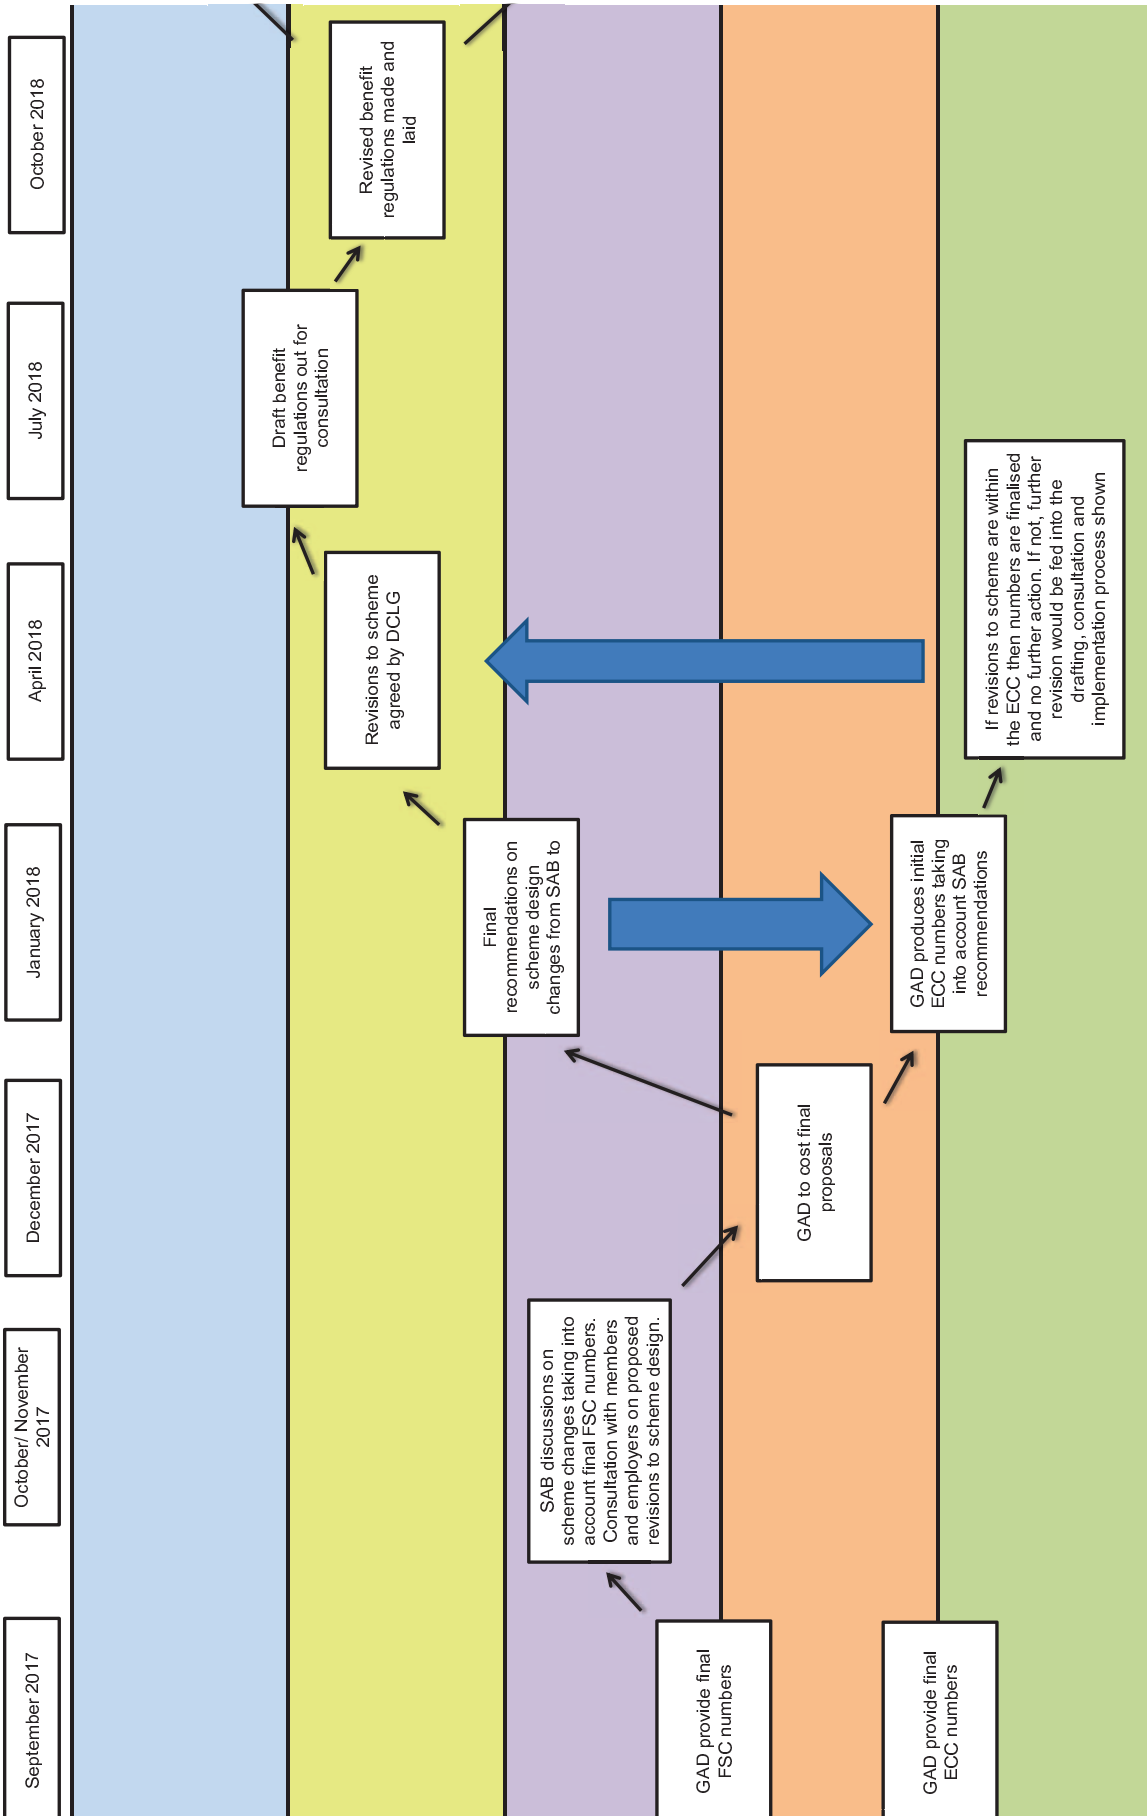 September 2017
October/ November
2017
December 2017
January 2018
April 2018
July 2018
October 2018
Draft benefit
regulations out for
consultation
Revisions to scheme
agreed by DCLG
Revised benefit
regulations made and
laid
Final
recommendations on
scheme design
changes from SAB to
SAB discussions on
scheme changes taking into
account final FSC numbers.
Consultation with members
and employers on proposed
revisions to scheme design.
GAD provide final
FSC numbers
GAD to cost final
proposals
GAD provide final
ECC numbers
GAD produces initial
ECC numbers taking
into account SAB
recommendations
If revisions to scheme are within
the ECC then numbers are finalised
and no further action. If not, further
revision would be fed into the
drafting, consultation and
implementation process shown